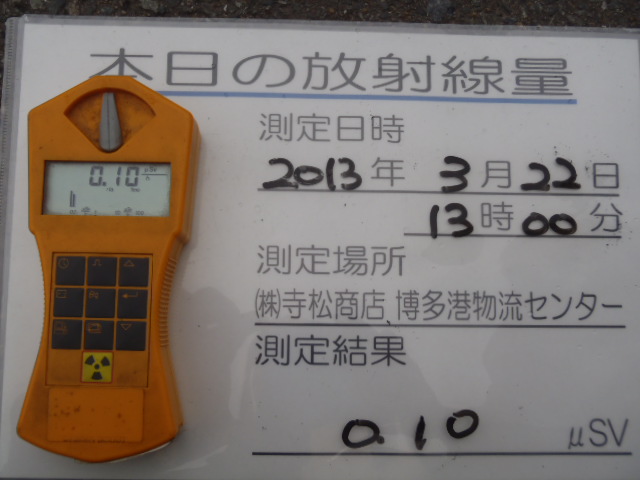 本日の放射線量
測定日時
2013年 3月22日
13時00分
測定場所
㈱寺松商店、博多港物流センター
測定結果
0.10 μSV
0.10